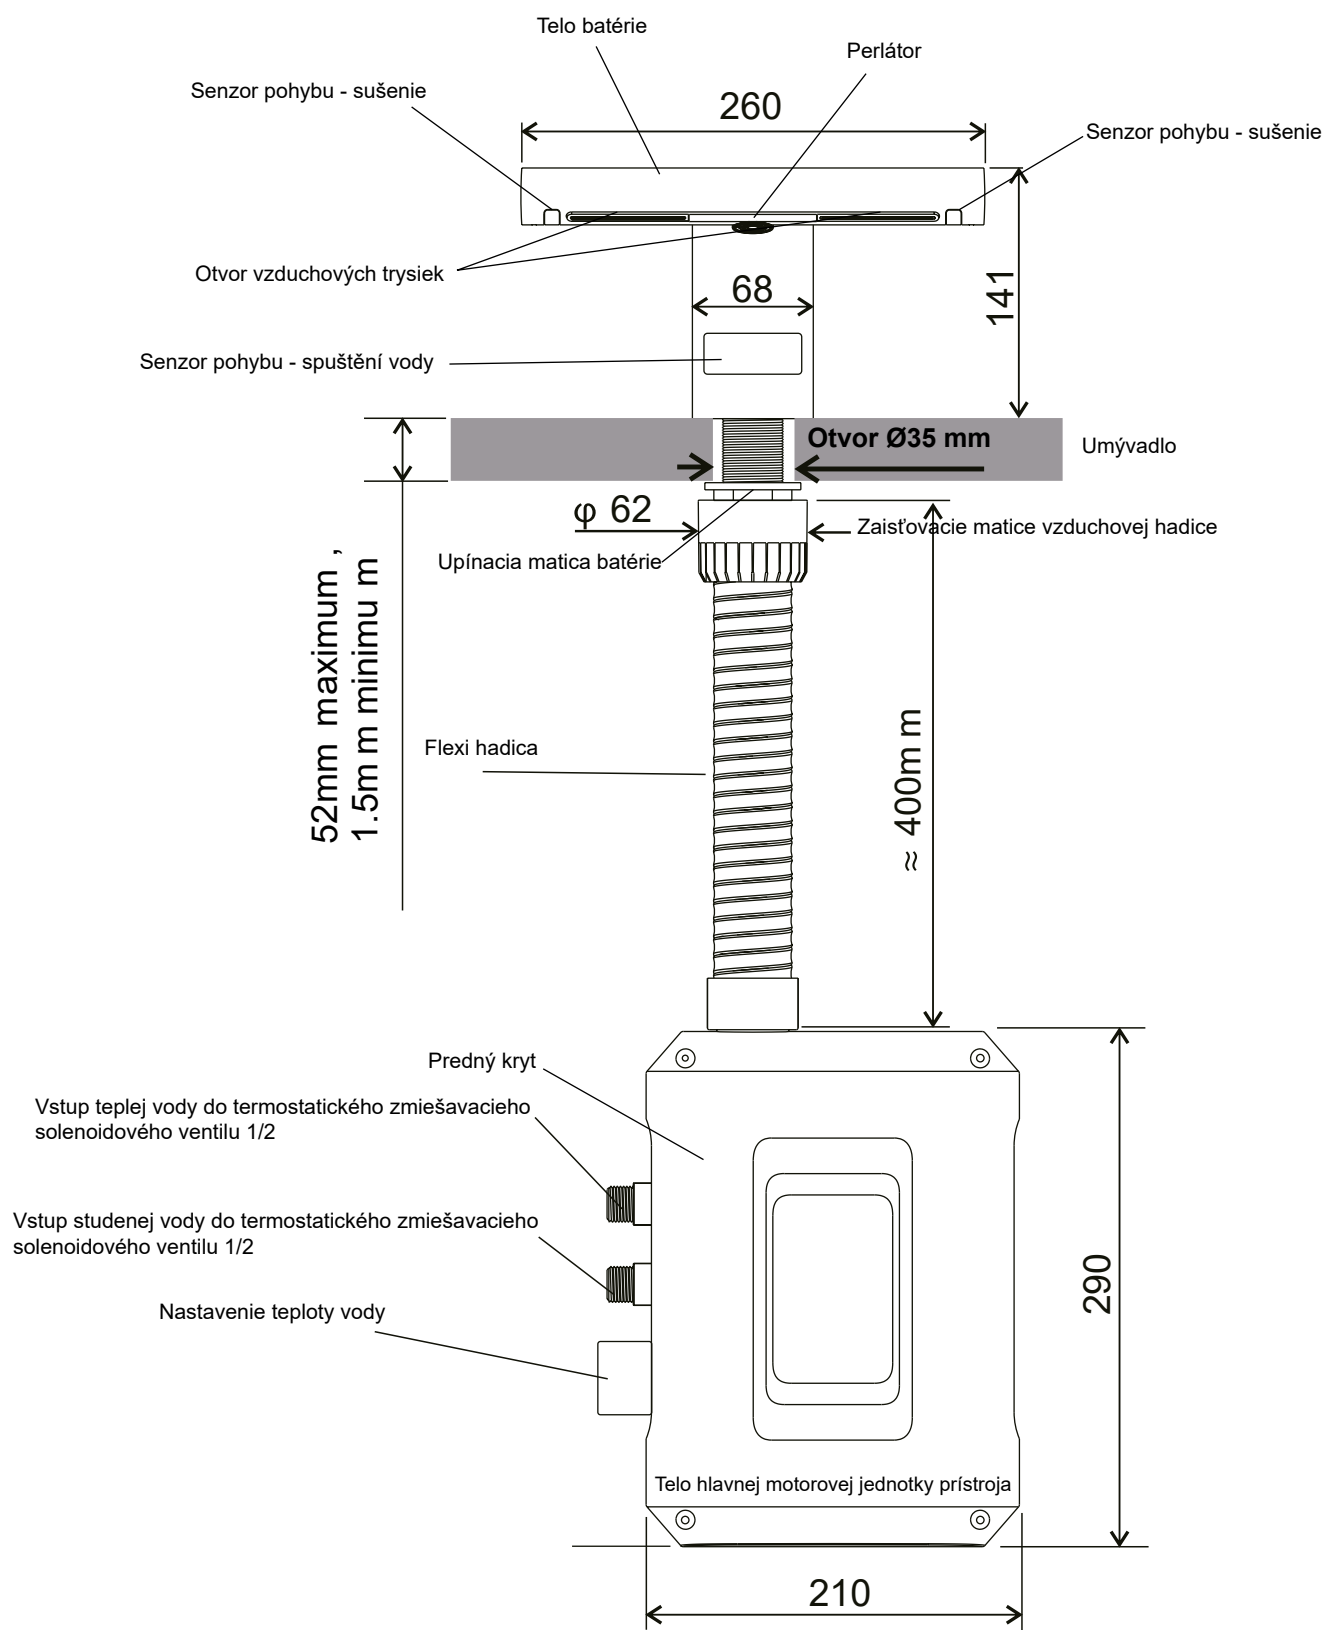 Telo batérie
Perlátor
Senzor pohybu - sušenie
260
Senzor pohybu - sušenie
Otvor vzduchových trysiek
68
141
Senzor pohybu - spuštění vody
Otvor Ø35 mm
Umývadlo
φ 62
Zaisťovacie matice vzduchovej hadice
Upínacia matica batérie
52mm maximum ,
1.5m m minimu m
Flexi hadica
≈ 400m m
Predný kryt
Vstup teplej vody do termostatického zmiešavacieho
solenoidového ventilu 1/2
Vstup studenej vody do termostatického zmiešavacieho
solenoidového ventilu 1/2
290
Nastavenie teploty vody
Telo hlavnej motorovej jednotky prístroja
210